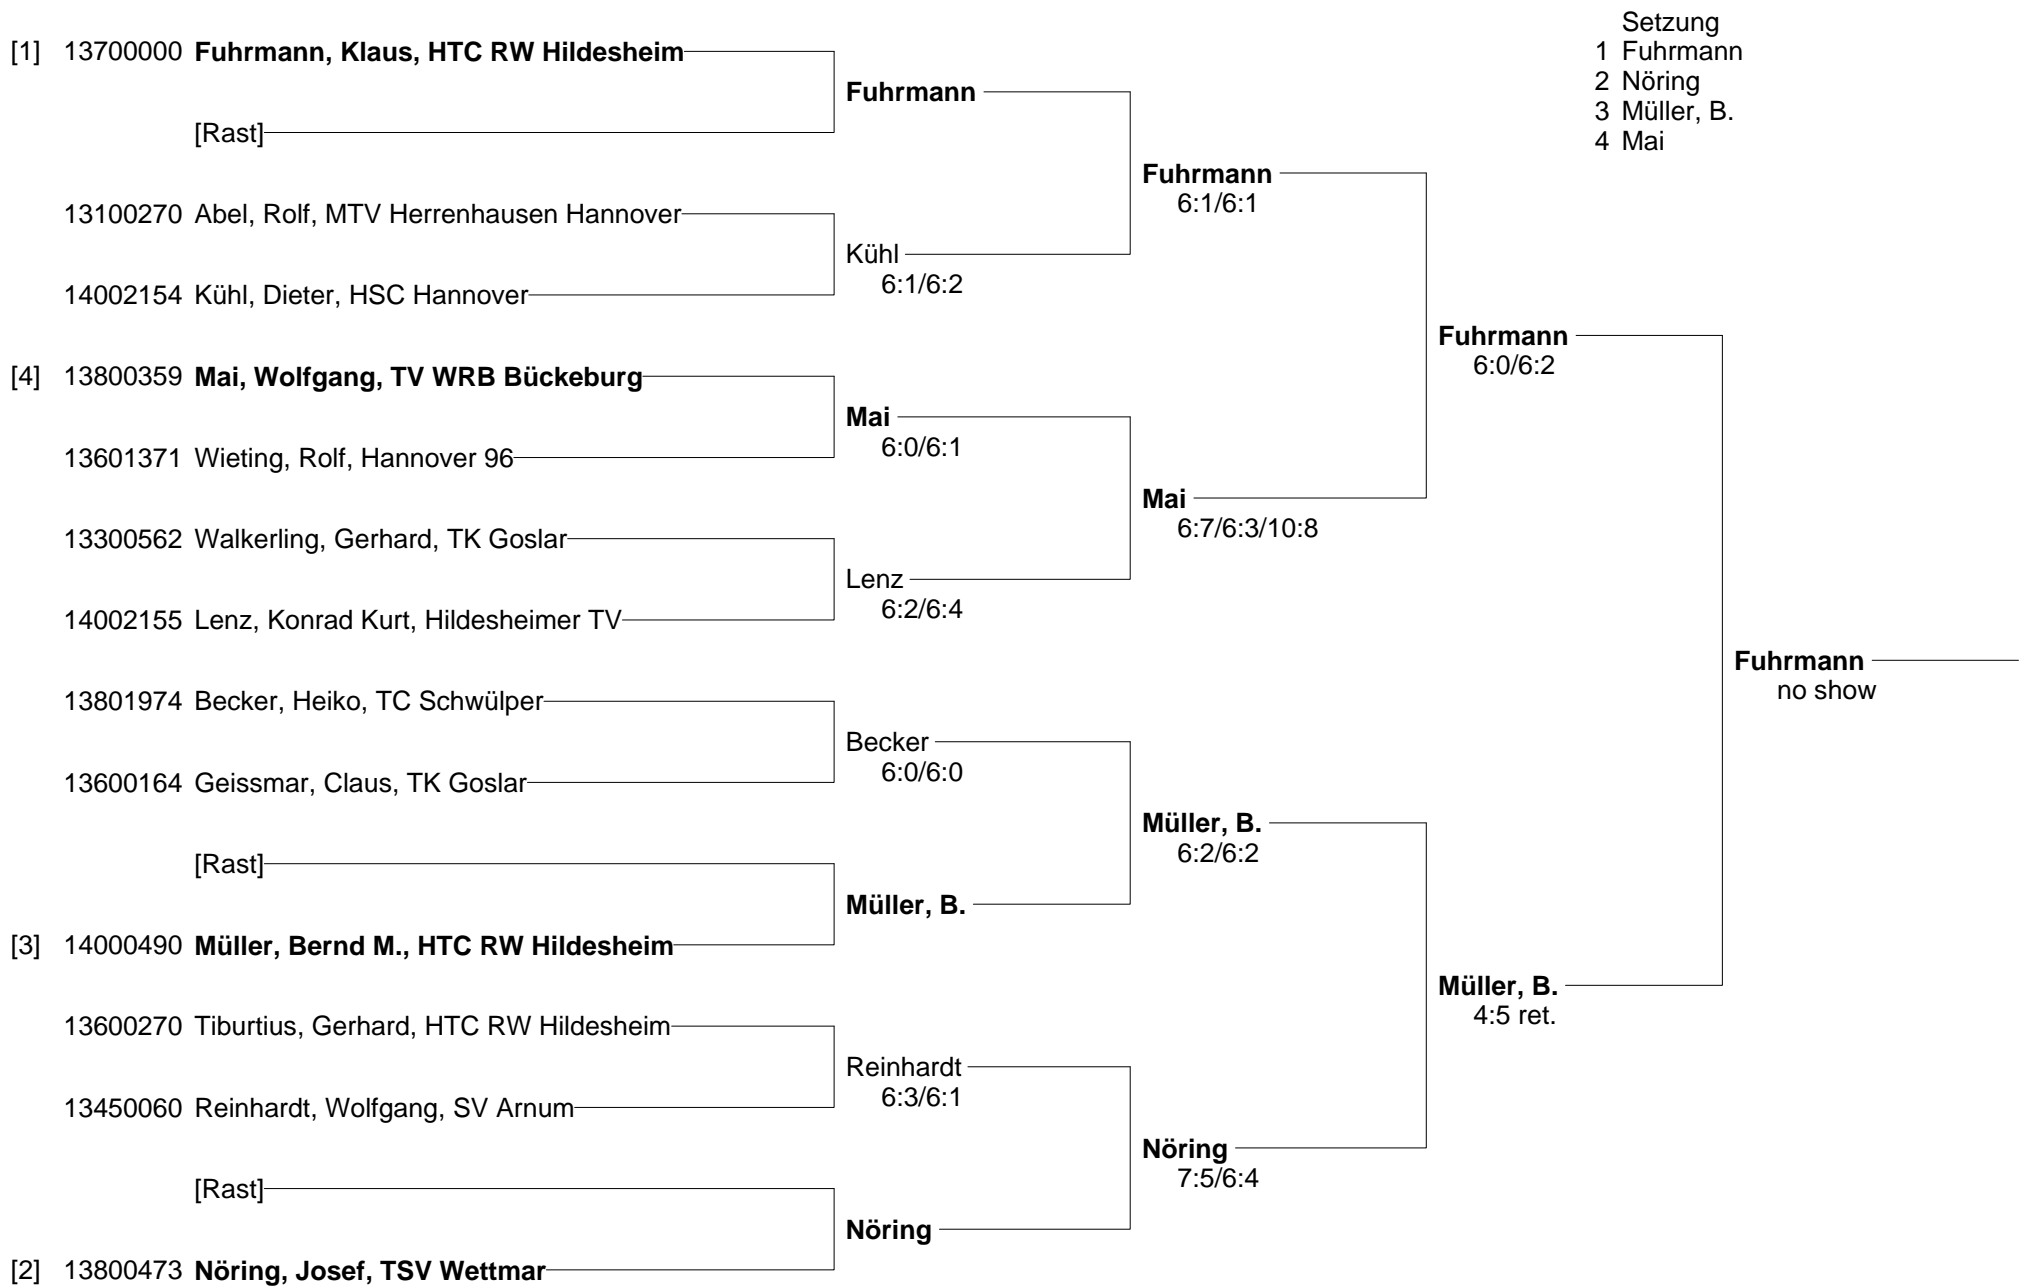 Setzung
1 Fuhrmann
2 Nöring
3 Müller, B.
4 Mai
[1] 13700000 Fuhrmann, Klaus, HTC RW Hildesheim
[Rast]
13100270 Abel, Rolf, MTV Herrenhausen Hannover
14002154 Kühl, Dieter, HSC Hannover
[4] 13800359 Mai, Wolfgang, TV WRB Bückeburg
13601371 Wieting, Rolf, Hannover 96
13300562 Walkerling, Gerhard, TK Goslar
14002155 Lenz, Konrad Kurt, Hildesheimer TV
13801974 Becker, Heiko, TC Schwülper
13600164 Geissmar, Claus, TK Goslar
[Rast]
[3] 14000490 Müller, Bernd M., HTC RW Hildesheim
13600270 Tiburtius, Gerhard, HTC RW Hildesheim
13450060 Reinhardt, Wolfgang, SV Arnum
[Rast]
[2] 13800473 Nöring, Josef, TSV Wettmar
Fuhrmann
Kühl
6:1/6:2
Mai
6:0/6:1
Lenz
6:2/6:4
Becker
6:0/6:0
Müller, B.
Reinhardt
6:3/6:1
Nöring
Fuhrmann
6:1/6:1
Mai
6:7/6:3/10:8
Müller, B.
6:2/6:2
Nöring
7:5/6:4
Fuhrmann
6:0/6:2
Müller, B.
4:5 ret.
Fuhrmann
no show